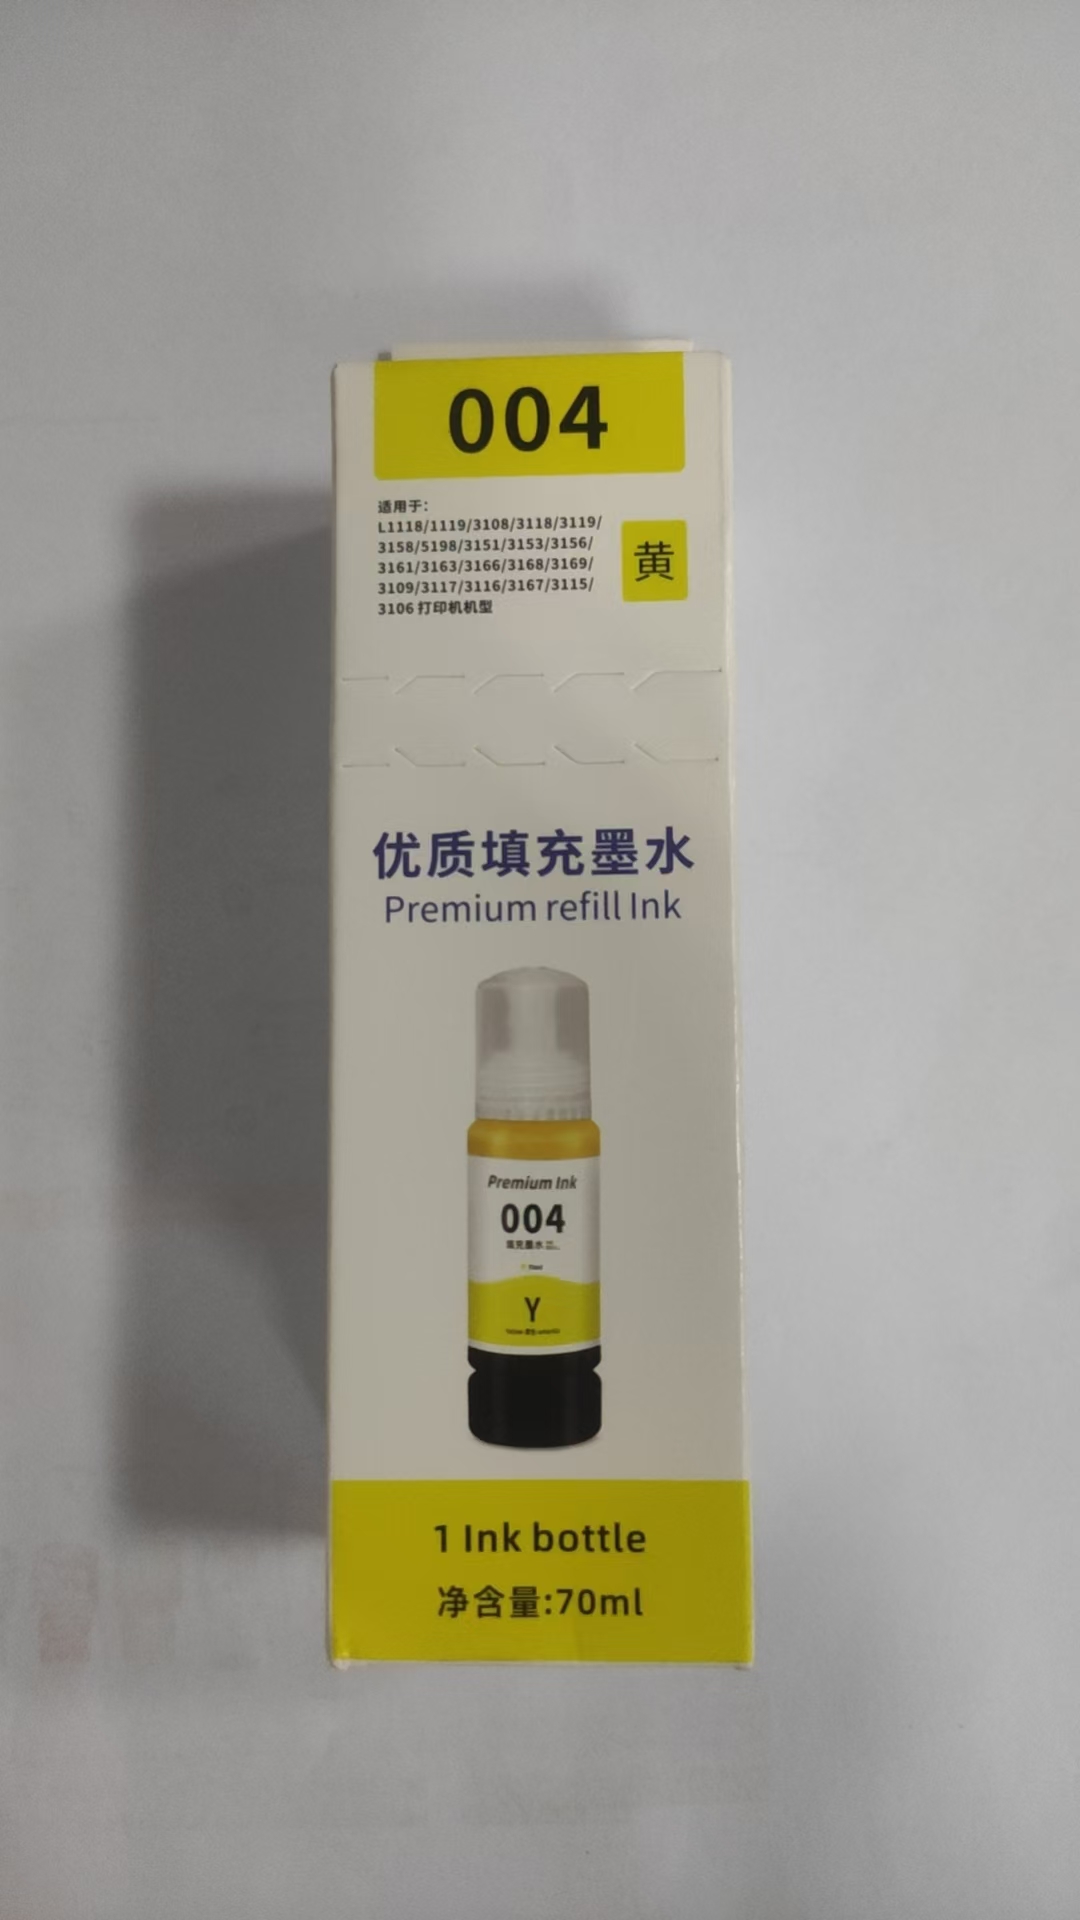 004
适用于：
L1118/1119/3108/3118/3119/
3158/5198/3151/3153/3156/
3161/3163/3166/3168/3169/
3109/3117/3116/3167/3115/
3106 打印机机型
黄
优质填充墨水
Premium refill Ink
Premium Ink
004
填充墨水
Y
1 Ink bottle
净含量:70ml